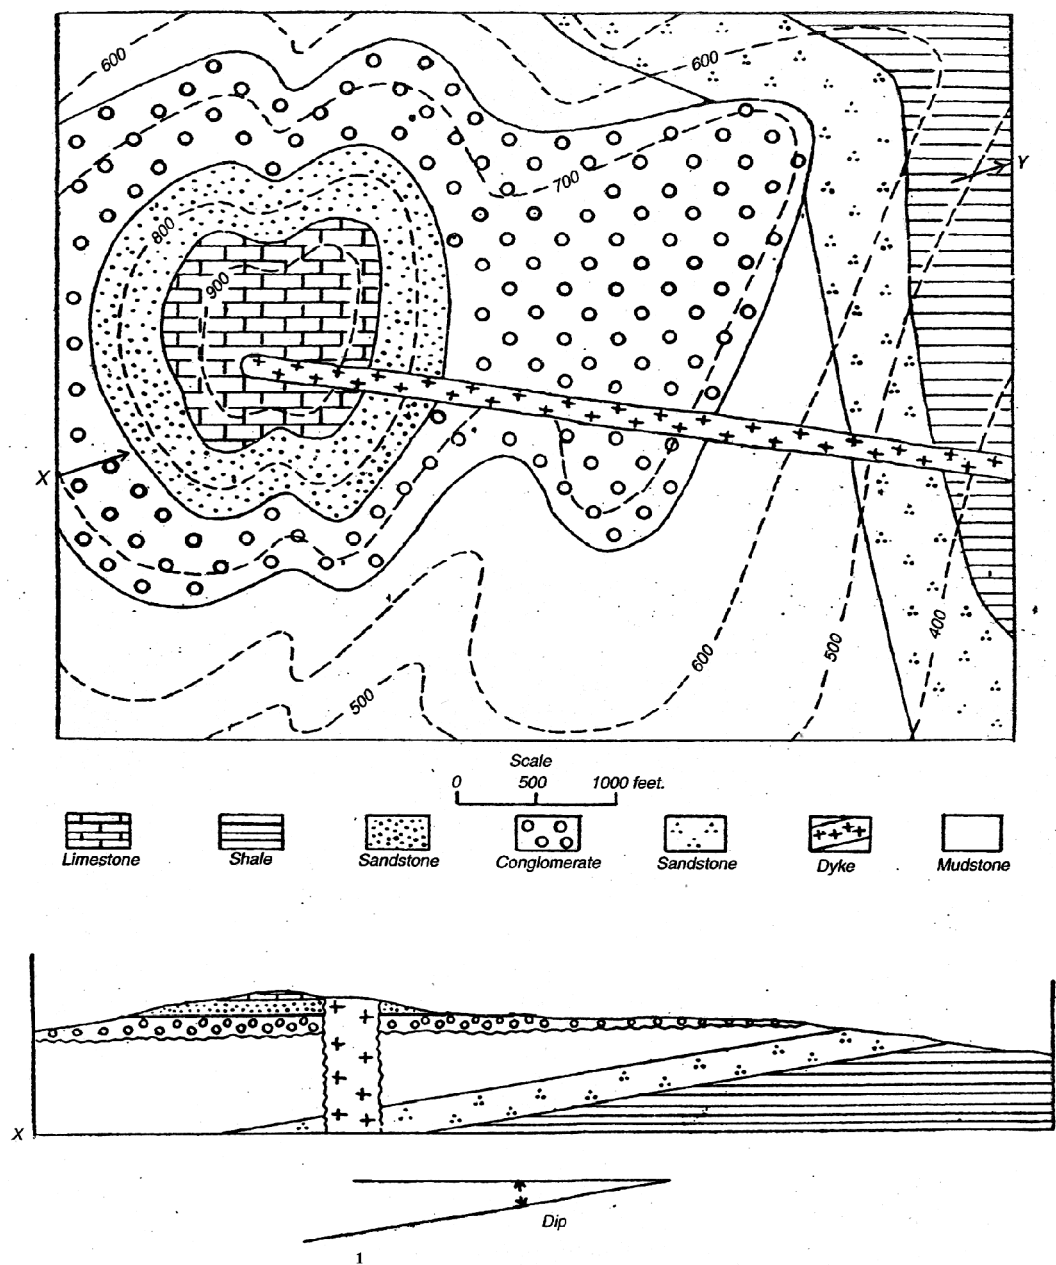 600
600
700
800
900
X
Y
600
500
400
500
Scale
0 500 1000 feet.
Limestone Shale Sandstone Conglomerate Sandstone Dyke Mudstone
X
Dip
1